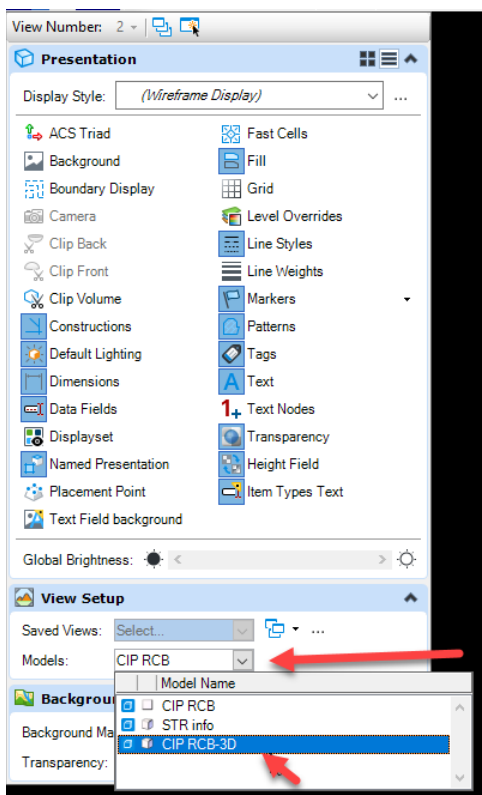 View Number: 2
Presentation
Display Style: (Wireframe Display) ...
ACS Triad Fast Cells
Background Fill
Boundary Display Grid
Camera Level Overrides
Clip Back Line Styles
Clip Front Line Weights
Clip Volume Markers
Constructions Patterns
Default Lighting Tags
Dimensions Text
Data Fields Text Nodes
Displayset Transparency
Named Presentation Height Field
Placement Point Item Types Text
Text Field background
Global Brightness:
View Setup
Saved Views: Select... ...
Models: CIP RCB
Model Name
Backgrou CIP RCB
STR info
Background Ma CIP RCB-3D
Transparency: